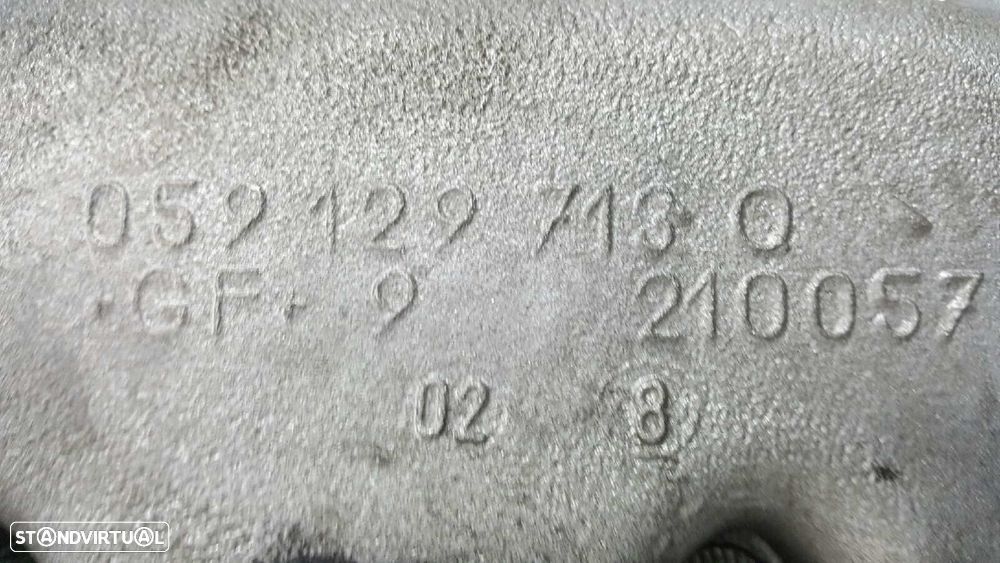 059 129 713 Q
+GF+ 9 210057
02 8
STANDVIRTUAL